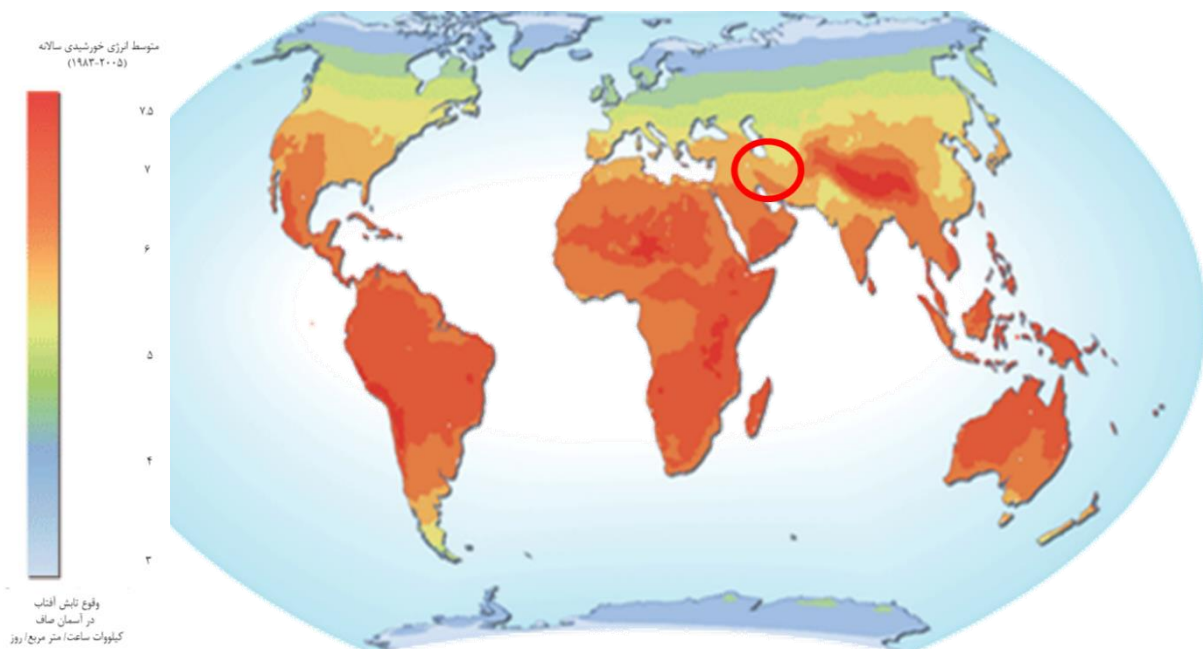 متوسط انرژی خورشیدی سالانه
(۱۹۸۳-۲۰۰۵)
۷.۵
۷
۶
۵
۴
۳
وقوع تابش آفتاب
در آسمان صاف
کیلووات ساعت/ متر مربع/ روز